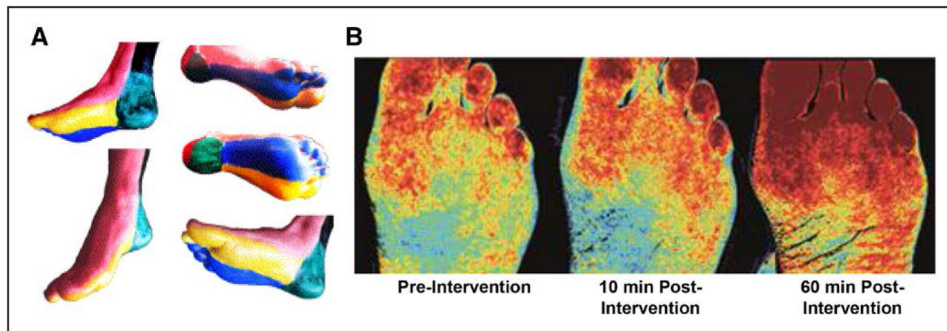 A
B
Pre-Intervention
10 min Post-
Intervention
60 min Post-
Intervention